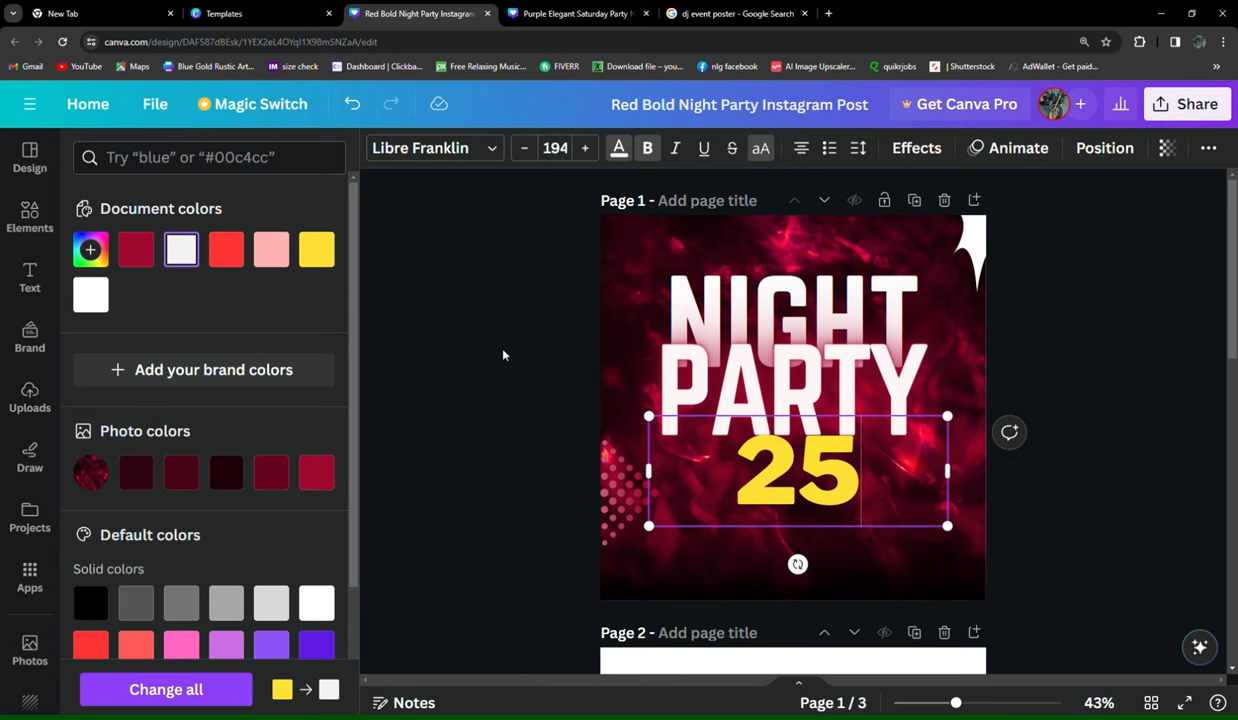 New Tab
Templates
Red Bold Night Party Instagram
Purple Elegant Saturday Party N
dj event poster - Google Search
canva.com/design/DAF587dBEsk/1YEX2eL4OYqI1X98mSNZaA/edit
Gmail
YouTube
Maps
Blue Gold Rustic Art...
size check
Dashboard | Clickba...
Free Relaxing Music...
FIVERR
Download file – you...
nlg facebook
AI Image Upscaler...
quikrjobs
| Shutterstock
AdWallet - Get paid...
Home
File
Magic Switch
Red Bold Night Party Instagram Post
Get Canva Pro
Share
Design
Elements
Text
Brand
Uploads
Draw
Projects
Apps
Photos
Try “blue” or “#00c4cc”
Document colors
+ Add your brand colors
Photo colors
Default colors
Solid colors
Change all
Libre Franklin
– 194 +
A B I U S aA
Effects
Animate
Position
Page 1 - Add page title
NIGHT
PARTY
25
Page 2 - Add page title
Notes
Page 1 / 3
43%